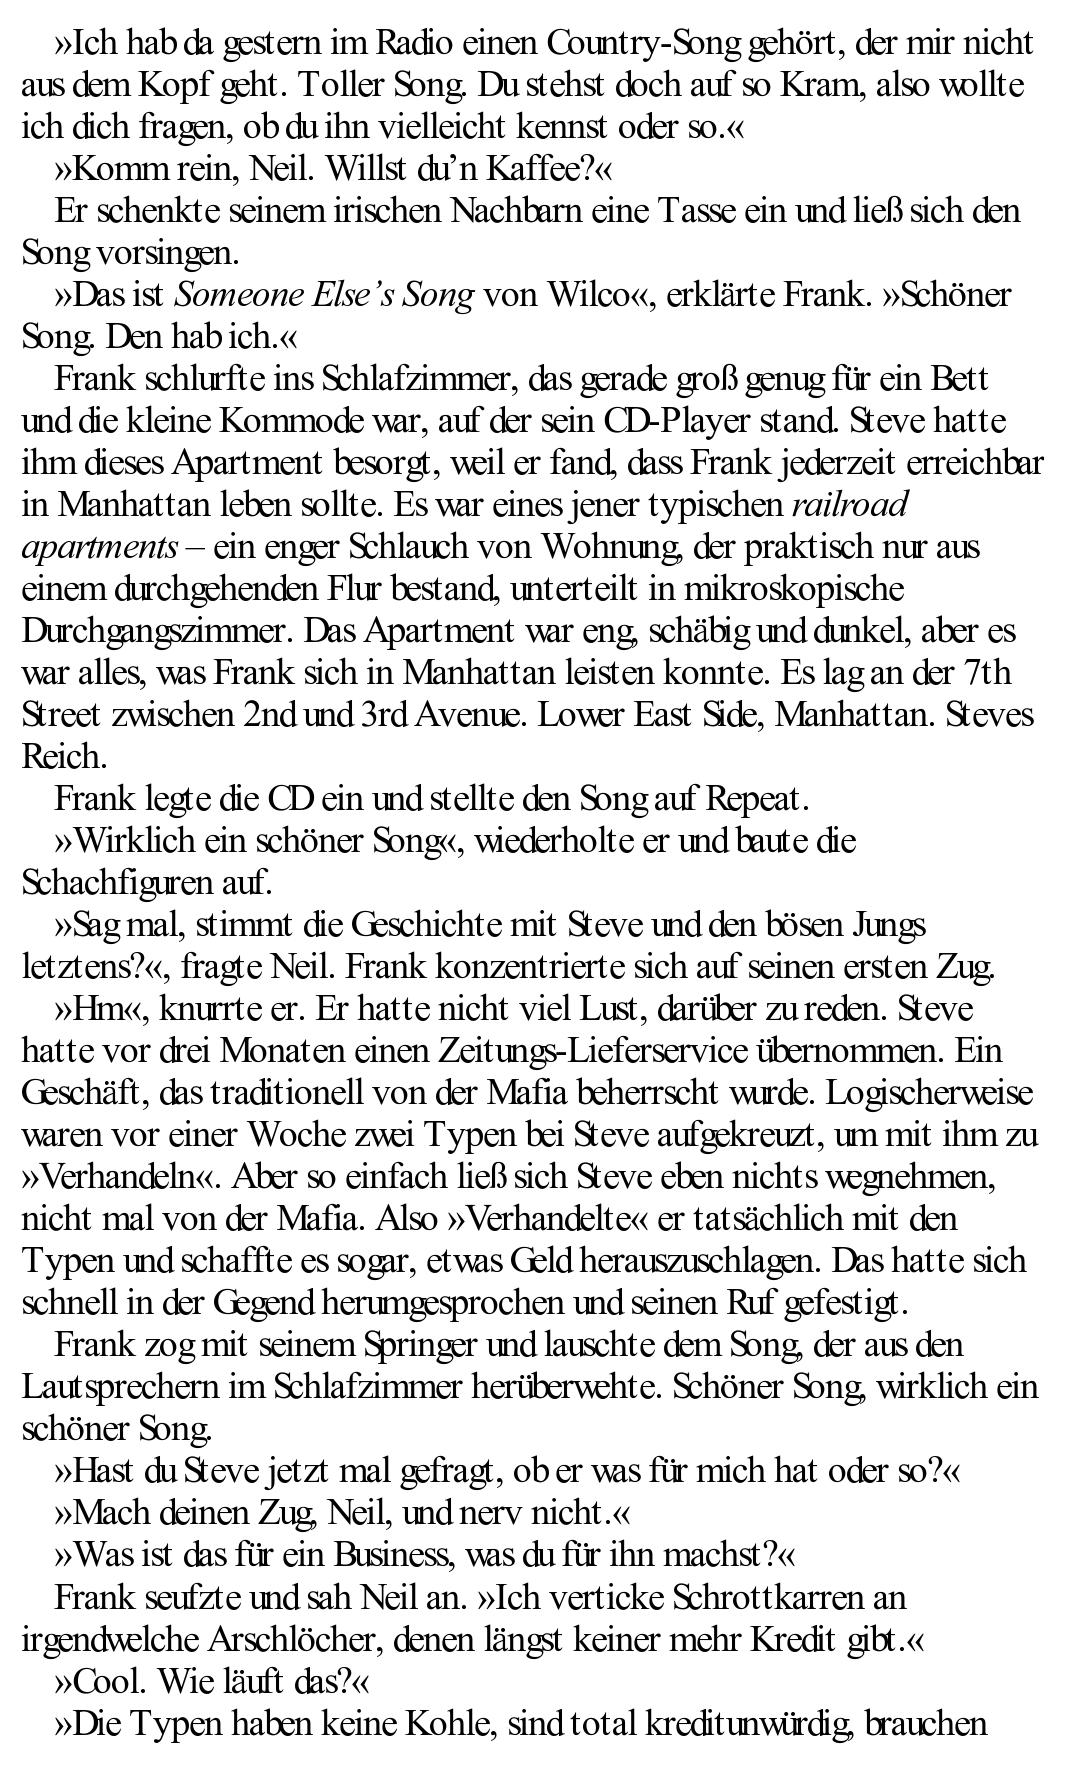 »Ich hab da gestern im Radio einen Country-Song gehört, der mir nicht
aus dem Kopf geht. Toller Song. Du stehst doch auf so Kram, also wollte
ich dich fragen, ob du ihn vielleicht kennst oder so.«
»Komm rein, Neil. Willst du’n Kaffee?«
Er schenkte seinem irischen Nachbarn eine Tasse ein und ließ sich den
Song vorsingen.
»Das ist Someone Else’s Song von Wilco«, erklärte Frank. »Schöner
Song. Den hab ich.«
Frank schlurfte ins Schlafzimmer, das gerade groß genug für ein Bett
und die kleine Kommode war, auf der sein CD-Player stand. Steve hatte
ihm dieses Apartment besorgt, weil er fand, dass Frank jederzeit erreichbar
in Manhattan leben sollte. Es war eines jener typischen railroad
apartments – ein enger Schlauch von Wohnung, der praktisch nur aus
einem durchgehenden Flur bestand, unterteilt in mikroskopische
Durchgangszimmer. Das Apartment war eng, schäbig und dunkel, aber es
war alles, was Frank sich in Manhattan leisten konnte. Es lag an der 7th
Street zwischen 2nd und 3rd Avenue. Lower East Side, Manhattan. Steves
Reich.
Frank legte die CD ein und stellte den Song auf Repeat.
»Wirklich ein schöner Song«, wiederholte er und baute die
Schachfiguren auf.
»Sag mal, stimmt die Geschichte mit Steve und den bösen Jungs
letztens?«, fragte Neil. Frank konzentrierte sich auf seinen ersten Zug.
»Hm«, knurrte er. Er hatte nicht viel Lust, darüber zu reden. Steve
hatte vor drei Monaten einen Zeitungs-Lieferservice übernommen. Ein
Geschäft, das traditionell von der Mafia beherrscht wurde. Logischerweise
waren vor einer Woche zwei Typen bei Steve aufgekreuzt, um mit ihm zu
»Verhandeln«. Aber so einfach ließ sich Steve eben nichts wegnehmen,
nicht mal von der Mafia. Also »Verhandelte« er tatsächlich mit den
Typen und schaffte es sogar, etwas Geld herauszuschlagen. Das hatte sich
schnell in der Gegend herumgesprochen und seinen Ruf gefestigt.
Frank zog mit seinem Springer und lauschte dem Song, der aus den
Lautsprechern im Schlafzimmer herüberwehte. Schöner Song, wirklich ein
schöner Song.
»Hast du Steve jetzt mal gefragt, ob er was für mich hat oder so?«
»Mach deinen Zug, Neil, und nerv nicht.«
»Was ist das für ein Business, was du für ihn machst?«
Frank seufzte und sah Neil an. »Ich verticke Schrottkarren an
irgendwelche Arschlöcher, denen längst keiner mehr Kredit gibt.«
»Cool. Wie läuft das?«
»Die Typen haben keine Kohle, sind total kreditunwürdig, brauchen